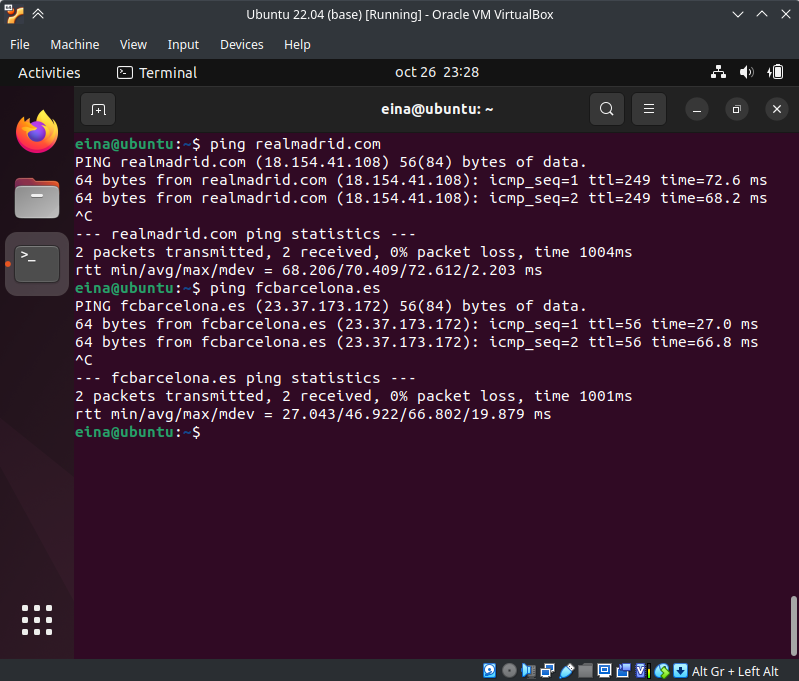 Ubuntu 22.04 (base) [Running] - Oracle VM VirtualBox
File Machine View Input Devices Help
Activities Terminal oct 26 23:28
eina@ubuntu: ~
eina@ubuntu:~$ ping realmadrid.com
PING realmadrid.com (18.154.41.108) 56(84) bytes of data.
64 bytes from realmadrid.com (18.154.41.108): icmp_seq=1 ttl=249 time=72.6 ms
64 bytes from realmadrid.com (18.154.41.108): icmp_seq=2 ttl=249 time=68.2 ms
^C
--- realmadrid.com ping statistics ---
2 packets transmitted, 2 received, 0% packet loss, time 1004ms
rtt min/avg/max/mdev = 68.206/70.409/72.612/2.203 ms
eina@ubuntu:~$ ping fcbarcelona.es
PING fcbarcelona.es (23.37.173.172) 56(84) bytes of data.
64 bytes from fcbarcelona.es (23.37.173.172): icmp_seq=1 ttl=56 time=27.0 ms
64 bytes from fcbarcelona.es (23.37.173.172): icmp_seq=2 ttl=56 time=66.8 ms
^C
--- fcbarcelona.es ping statistics ---
2 packets transmitted, 2 received, 0% packet loss, time 1001ms
rtt min/avg/max/mdev = 27.043/46.922/66.802/19.879 ms
eina@ubuntu:~$
Alt Gr + Left Alt